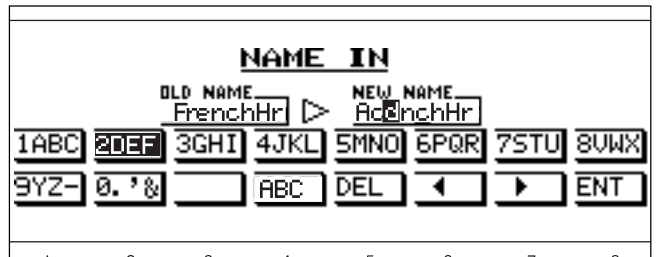 NAME IN
OLD NAME NEW NAME
FrenchHr ▷ AddnchHr
1ABC 2DEF 3GHI 4JKL 5MNO 6PQR 7STU 8VWX
9YZ- 0.'& ABC DEL ◀ ▶ ENT